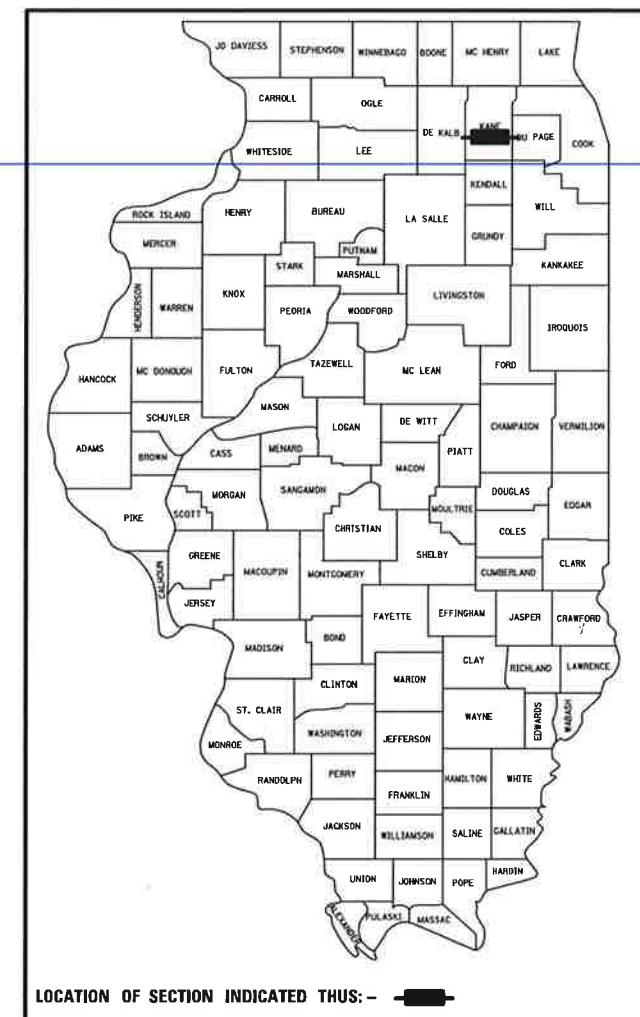 JO DAVIESS STEPHENSON WINNEBAGO BOONE MC HENRY LAKE
CARROLL OGLE DE KALB KANE DU PAGE COOK
WHITESIDE LEE
KENDALL
ROCK ISLAND HENRY BUREAU LA SALLE WILL
MERCER PUTNAM GRUNDY
STARK MARSHALL KANKAKEE
HENDERSON WARREN KNOX PEORIA WOODFORD LIVINGSTON IROQUOIS
HANCOCK MC DONOUGH FULTON TAZEWELL MC LEAN FORD
MASON
SCHUYLER LOGAN DE WITT CHAMPAIGN VERMILION
ADAMS BROWN CASS MENARD PIATT
MACON
MORGAN SANGAMON DOUGLAS
PIKE SCOTT MOULTRIE EDGAR
CHRISTIAN COLES
GREENE SHELBY
CALHOUN MACOUPIN MONTGOMERY CUMBERLAND CLARK
JERSEY
FAYETTE EFFINGHAM JASPER CRAWFORD
MADISON BOND
CLAY RICHLAND LAWRENCE
CLINTON MARION
ST. CLAIR WAYNE EDWARDS WABASH
WASHINGTON JEFFERSON
MONROE
RANDOLPH PERRY HAMILTON WHITE
FRANKLIN
JACKSON WILLIAMSON SALINE GALLATIN
UNION JOHNSON POPE HARDIN
ALEXANDER PULASKI MASSAC
LOCATION OF SECTION INDICATED THUS: -